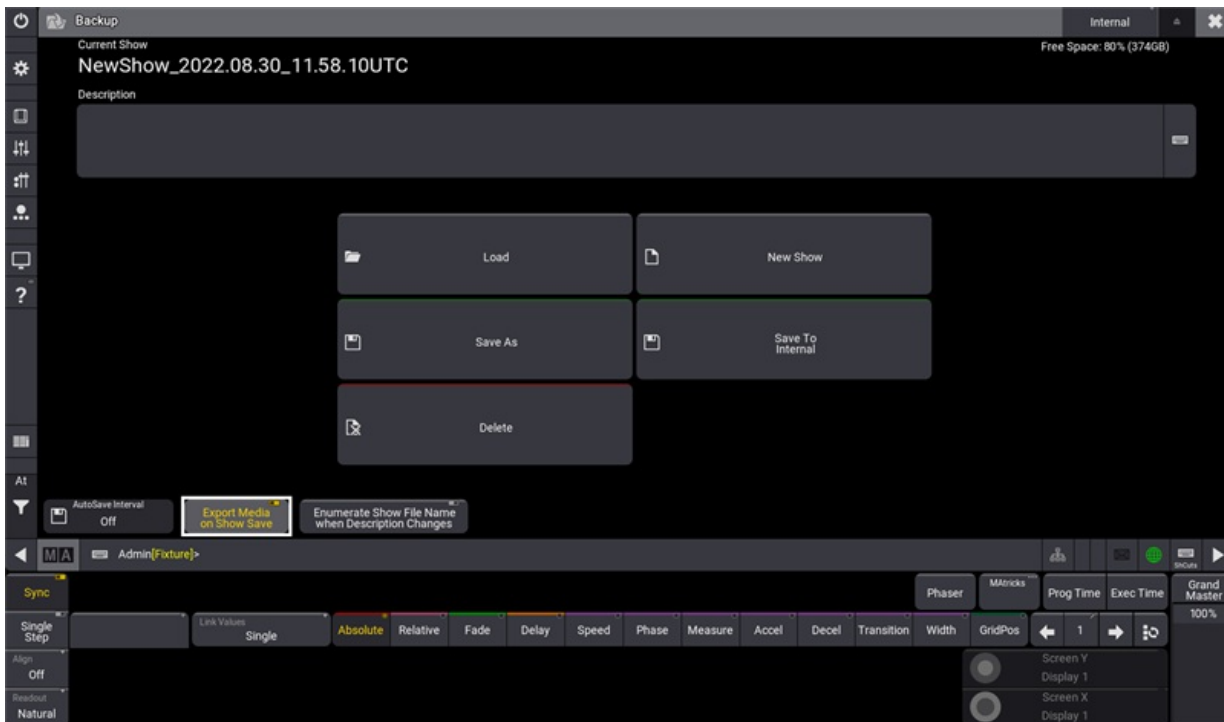 Backup
Internal
Current Show
Free Space: 80% (374GB)
NewShow_2022.08.30_11.58.10UTC
Description
Load
New Show
Save As
Save To
Internal
Delete
?
At
AutoSave Interval
Off
Export Media
on Show Save
Enumerate Show File Name
when Description Changes
MA
Admin[Fixture]>
ShCuts
Sync
Phaser
MAtricks
Prog Time
Exec Time
Grand
Master
100%
Single
Step
Link Values
Single
Absolute
Relative
Fade
Delay
Speed
Phase
Measure
Accel
Decel
Transition
Width
GridPos
1
Align
Off
Screen Y
Display 1
Readout
Natural
Screen X
Display 1